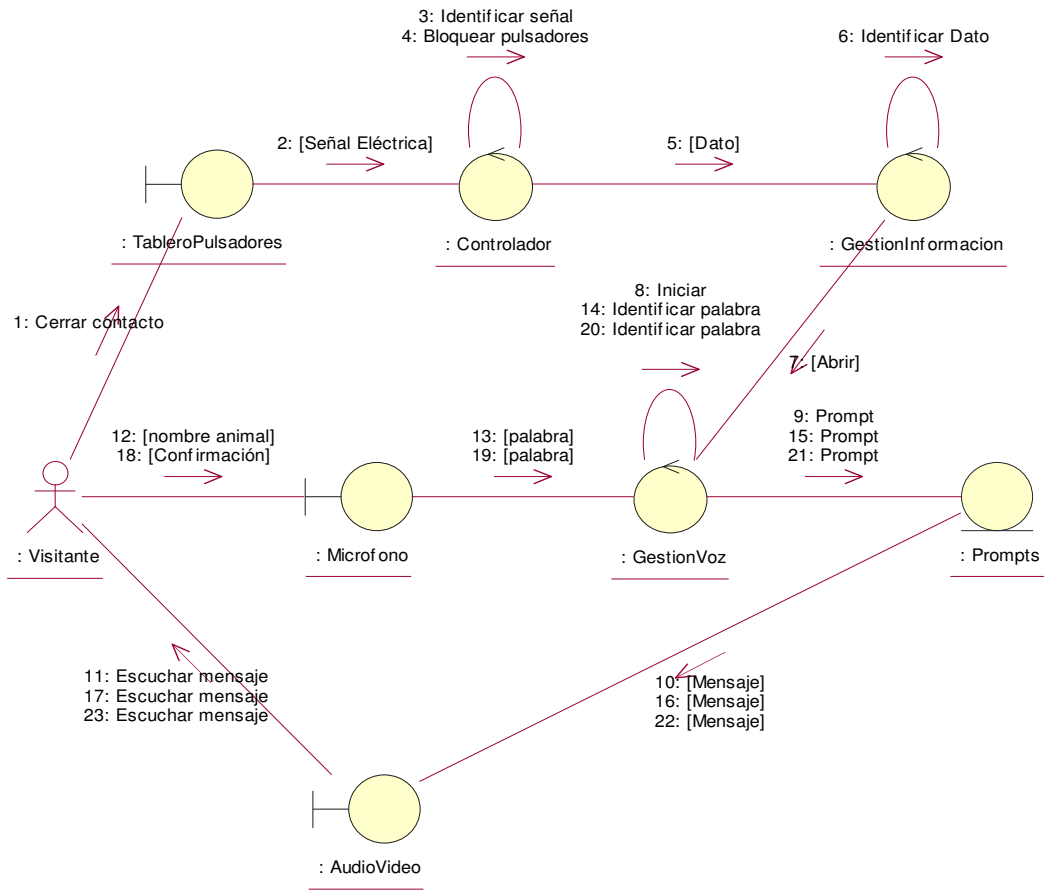 3: Identificar señal
4: Bloquear pulsadores
6: Identificar Dato
2: [Señal Eléctrica]
5: [Dato]
: TableroPulsadores
: Controlador
: GestionInformacion
1: Cerrar contacto
8: Iniciar
14: Identificar palabra
20: Identificar palabra
7: [Abrir]
12: [nombre animal]
18: [Confirmación]
13: [palabra]
19: [palabra]
9: Prompt
15: Prompt
21: Prompt
: Visitante
: Microfono
: GestionVoz
: Prompts
11: Escuchar mensaje
17: Escuchar mensaje
23: Escuchar mensaje
10: [Mensaje]
16: [Mensaje]
22: [Mensaje]
: AudioVideo